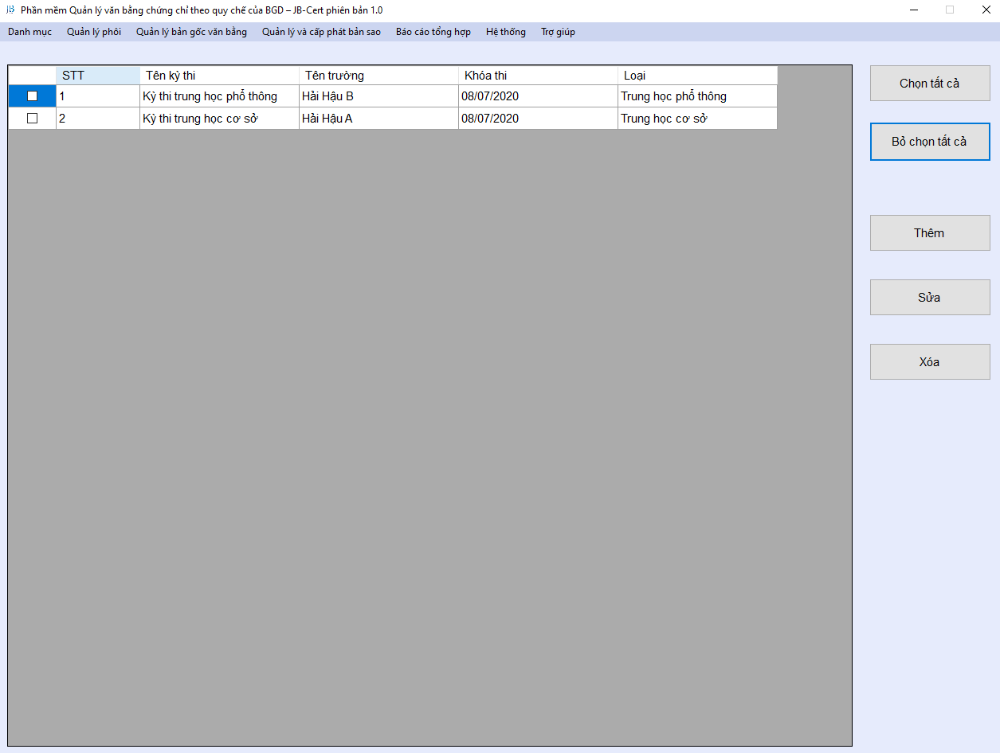 JB Phần mềm Quản lý văn bằng chứng chỉ theo quy chế của BGD – JB-Cert phiên bản 1.0
Danh mục Quản lý phôi Quản lý bản gốc văn bằng Quản lý và cấp phát bản sao Báo cáo tổng hợp Hệ thống Trợ giúp
STT Tên kỳ thi Tên trường Khóa thi Loại
1 Kỳ thi trung học phổ thông Hải Hậu B 08/07/2020 Trung học phổ thông
2 Kỳ thi trung học cơ sở Hải Hậu A 08/07/2020 Trung học cơ sở
Chọn tất cả
Bỏ chọn tất cả
Thêm
Sửa
Xóa